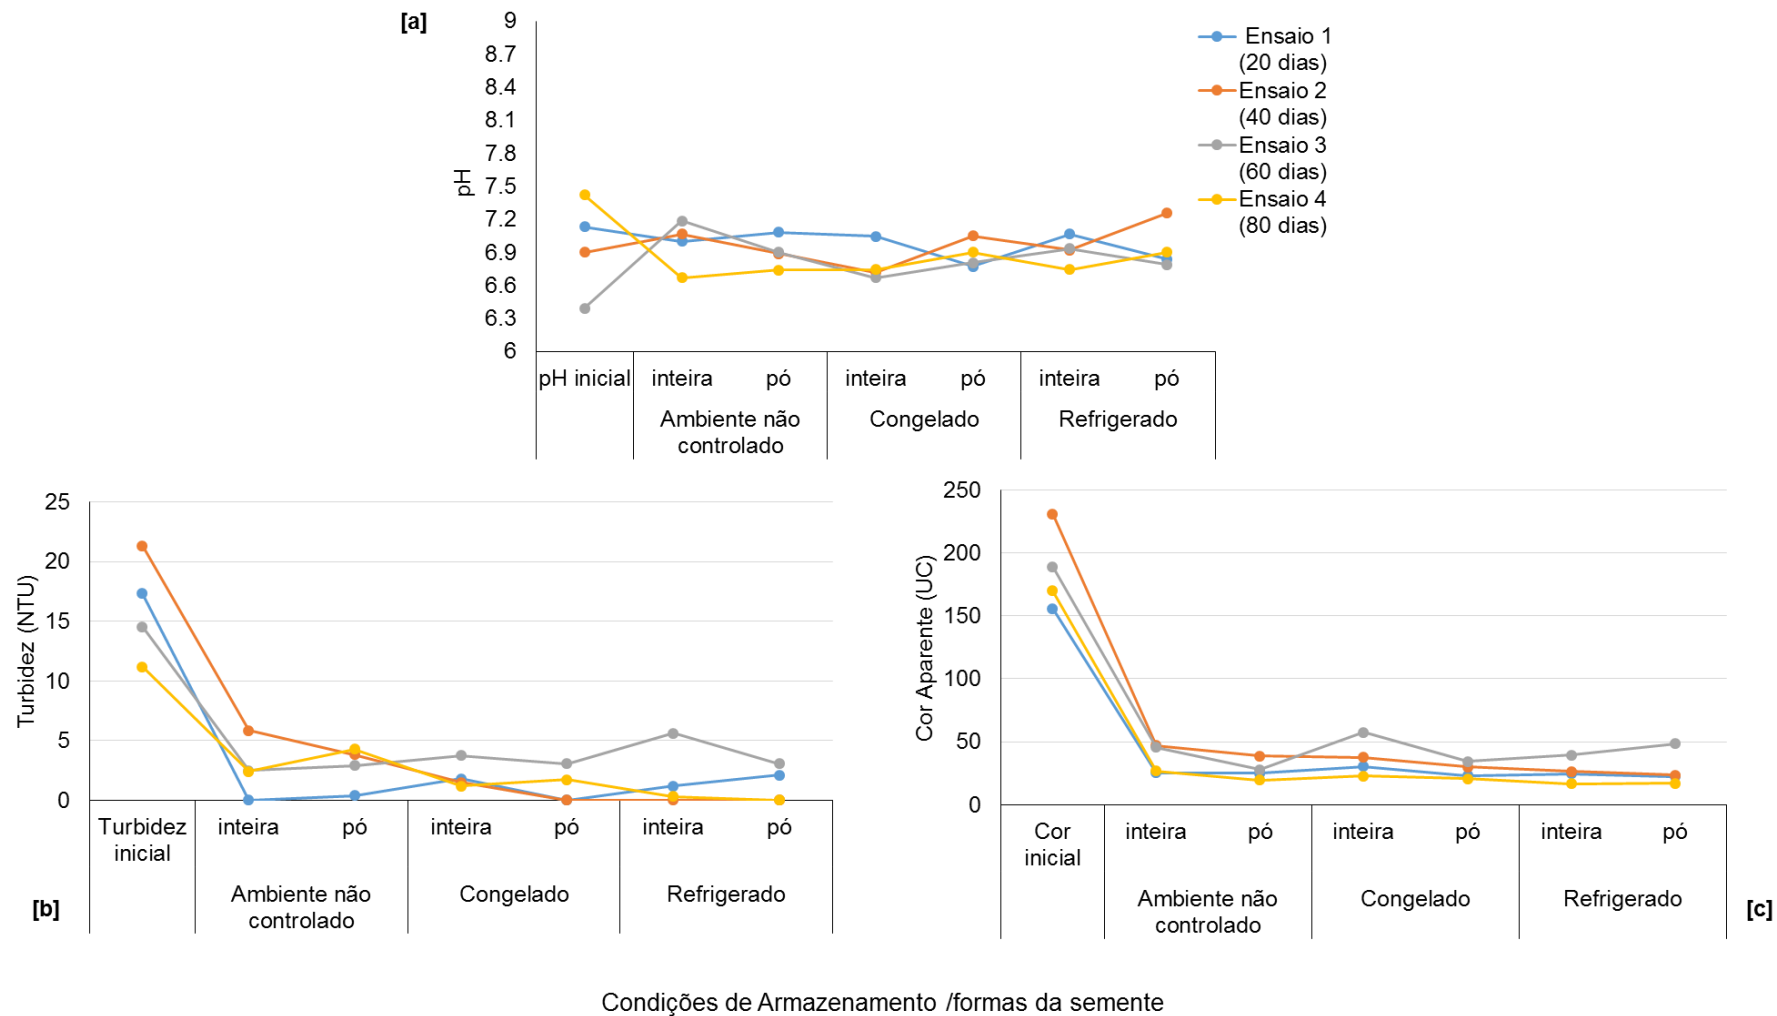 [a]
9
8.7
8.4
8.1
7.8
7.5
7.2
6.9
6.6
6.3
6
pH
Ensaio 1
(20 dias)
Ensaio 2
(40 dias)
Ensaio 3
(60 dias)
Ensaio 4
(80 dias)
pH inicial inteira pó inteira pó inteira pó
Ambiente não
controlado
Congelado
Refrigerado
25
20
15
10
5
0
Turbidez (NTU)
Turbidez
inicial
inteira pó inteira pó inteira pó
Ambiente não
controlado
Congelado
Refrigerado
[b]
250
200
150
100
50
0
Cor Aparente (UC)
Cor
inicial
inteira pó inteira pó inteira pó
Ambiente não
controlado
Congelado
Refrigerado
[c]
Condições de Armazenamento /formas da semente